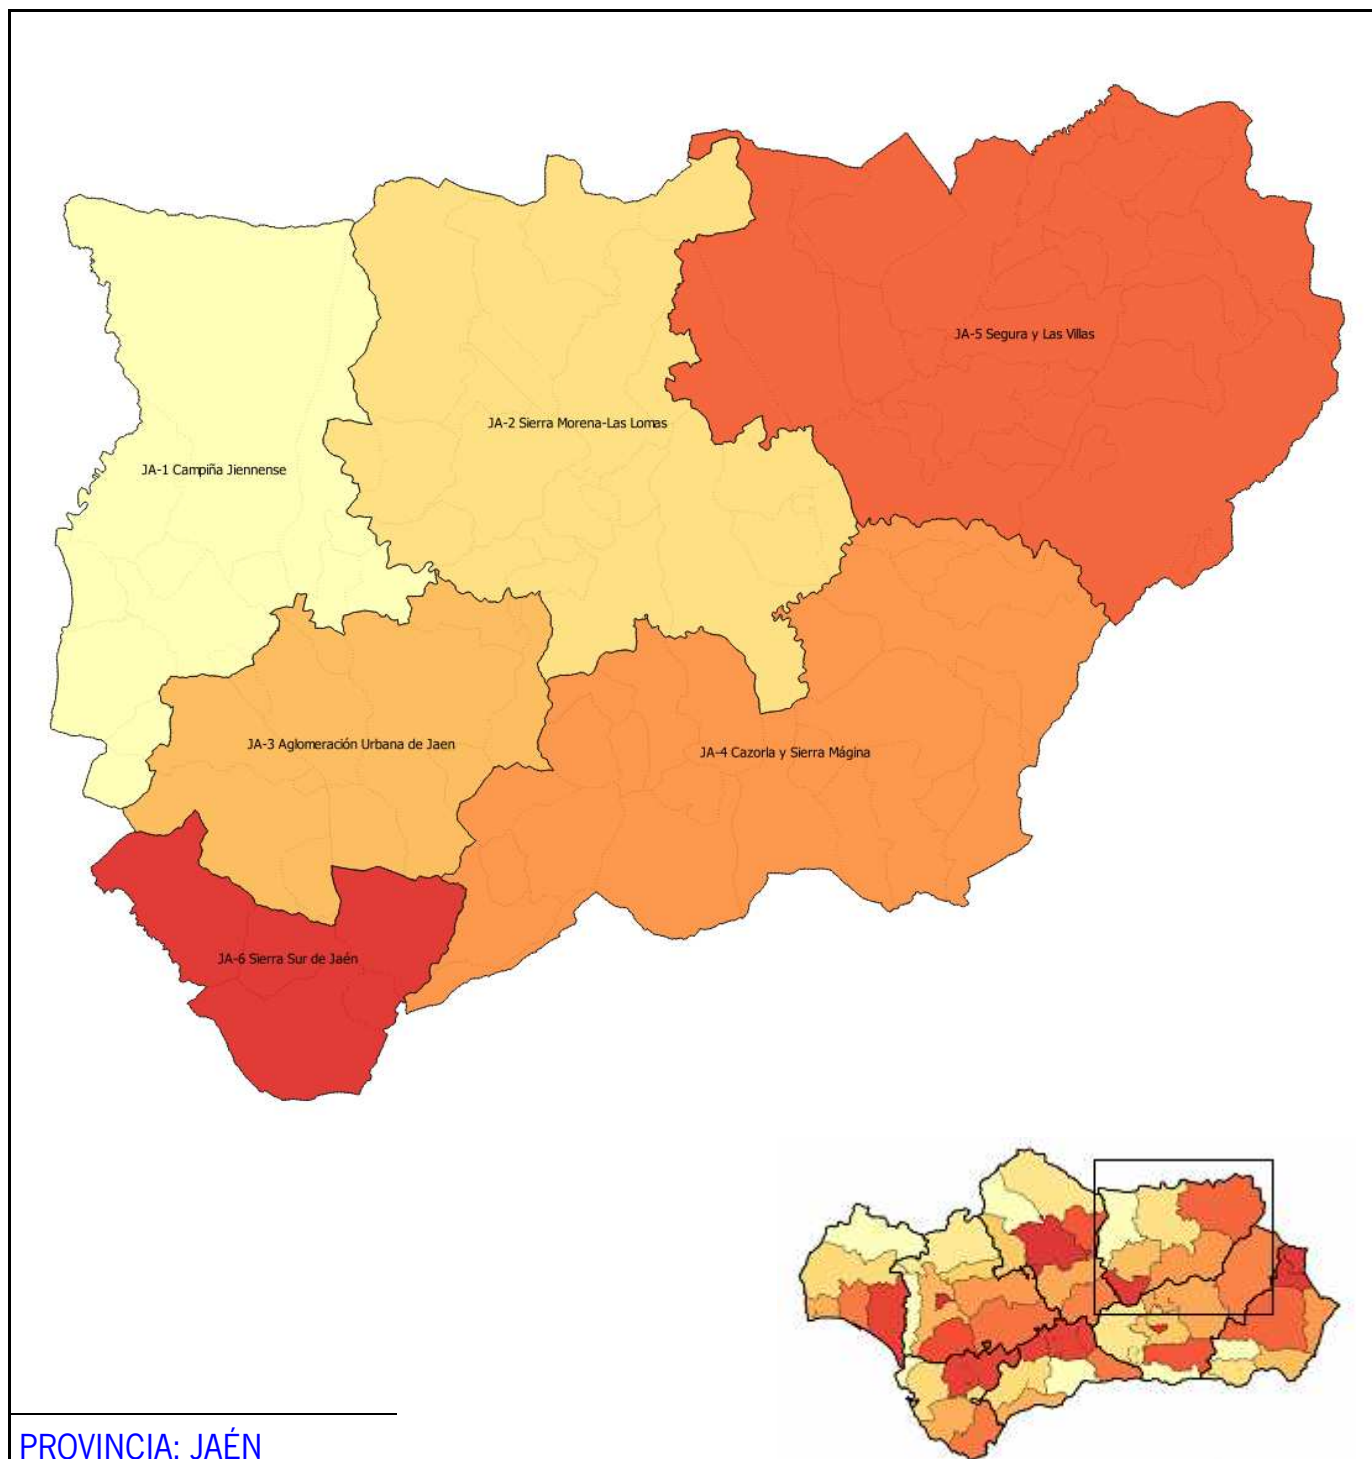 JA-5 Segura y Las Villas
JA-2 Sierra Morena-Las Lomas
JA-1 Campiña Jiennense
JA-3 Aglomeración Urbana de Jaen
JA-4 Cazorla y Sierra Mágina
JA-6 Sierra Sur de Jaén
PROVINCIA: JAÉN